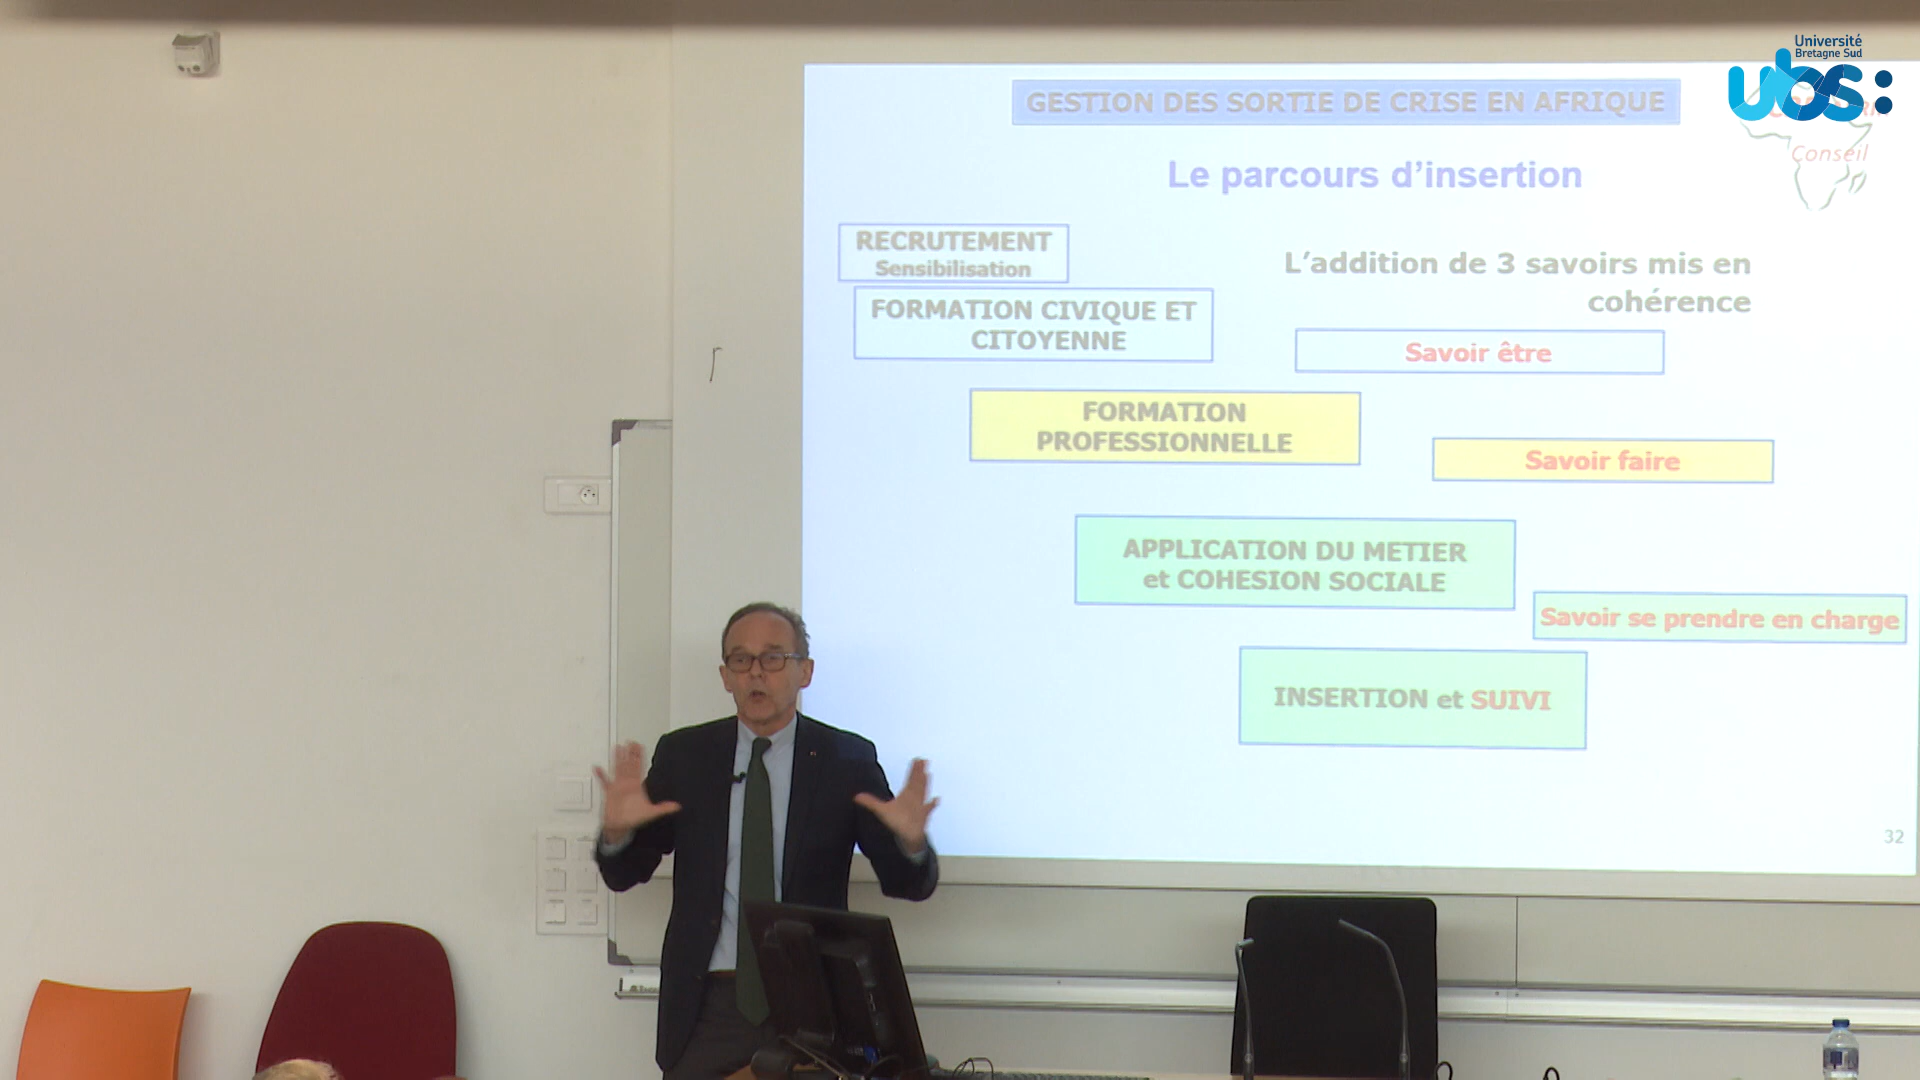 Université
Bretagne Sud
ubs:
GESTION DES SORTIE DE CRISE EN AFRIQUE
Conseil
Le parcours d'insertion
RECRUTEMENT
Sensibilisation
L'addition de 3 savoirs mis en
cohérence
FORMATION CIVIQUE ET
CITOYENNE
Savoir être
FORMATION
PROFESSIONNELLE
Savoir faire
APPLICATION DU METIER
et COHESION SOCIALE
Savoir se prendre en charge
INSERTION et SUIVI
32